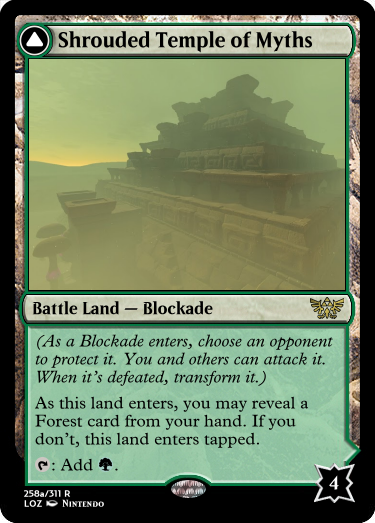 Shrouded Temple of Myths
Battle Land — Blockade
(As a Blockade enters, choose an opponent
to protect it. You and others can attack it.
When it's defeated, transform it.)
As this land enters, you may reveal a
Forest card from your hand. If you
don't, this land enters tapped.
: Add .
4
258a/311 R
LOZ Nintendo